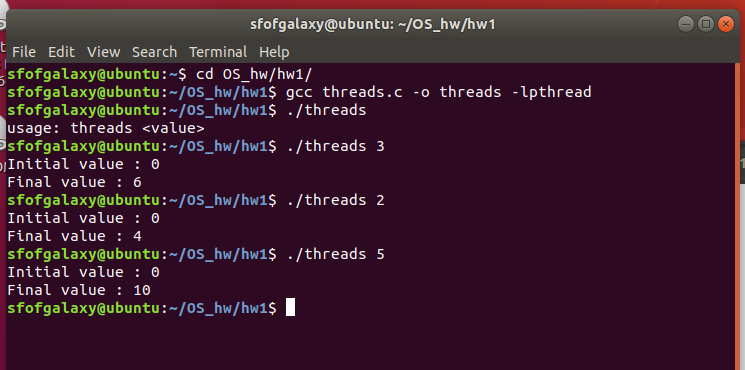 sfofgalaxy@ubuntu: ~/OS_hw/hw1
File Edit View Search Terminal Help
sfofgalaxy@ubuntu:~$ cd OS_hw/hw1/
sfofgalaxy@ubuntu:~/OS_hw/hw1$ gcc threads.c -o threads -lpthread
sfofgalaxy@ubuntu:~/OS_hw/hw1$ ./threads
usage: threads <value>
sfofgalaxy@ubuntu:~/OS_hw/hw1$ ./threads 3
Initial value : 0
Final value : 6
sfofgalaxy@ubuntu:~/OS_hw/hw1$ ./threads 2
Initial value : 0
Final value : 4
sfofgalaxy@ubuntu:~/OS_hw/hw1$ ./threads 5
Initial value : 0
Final value : 10
sfofgalaxy@ubuntu:~/OS_hw/hw1$